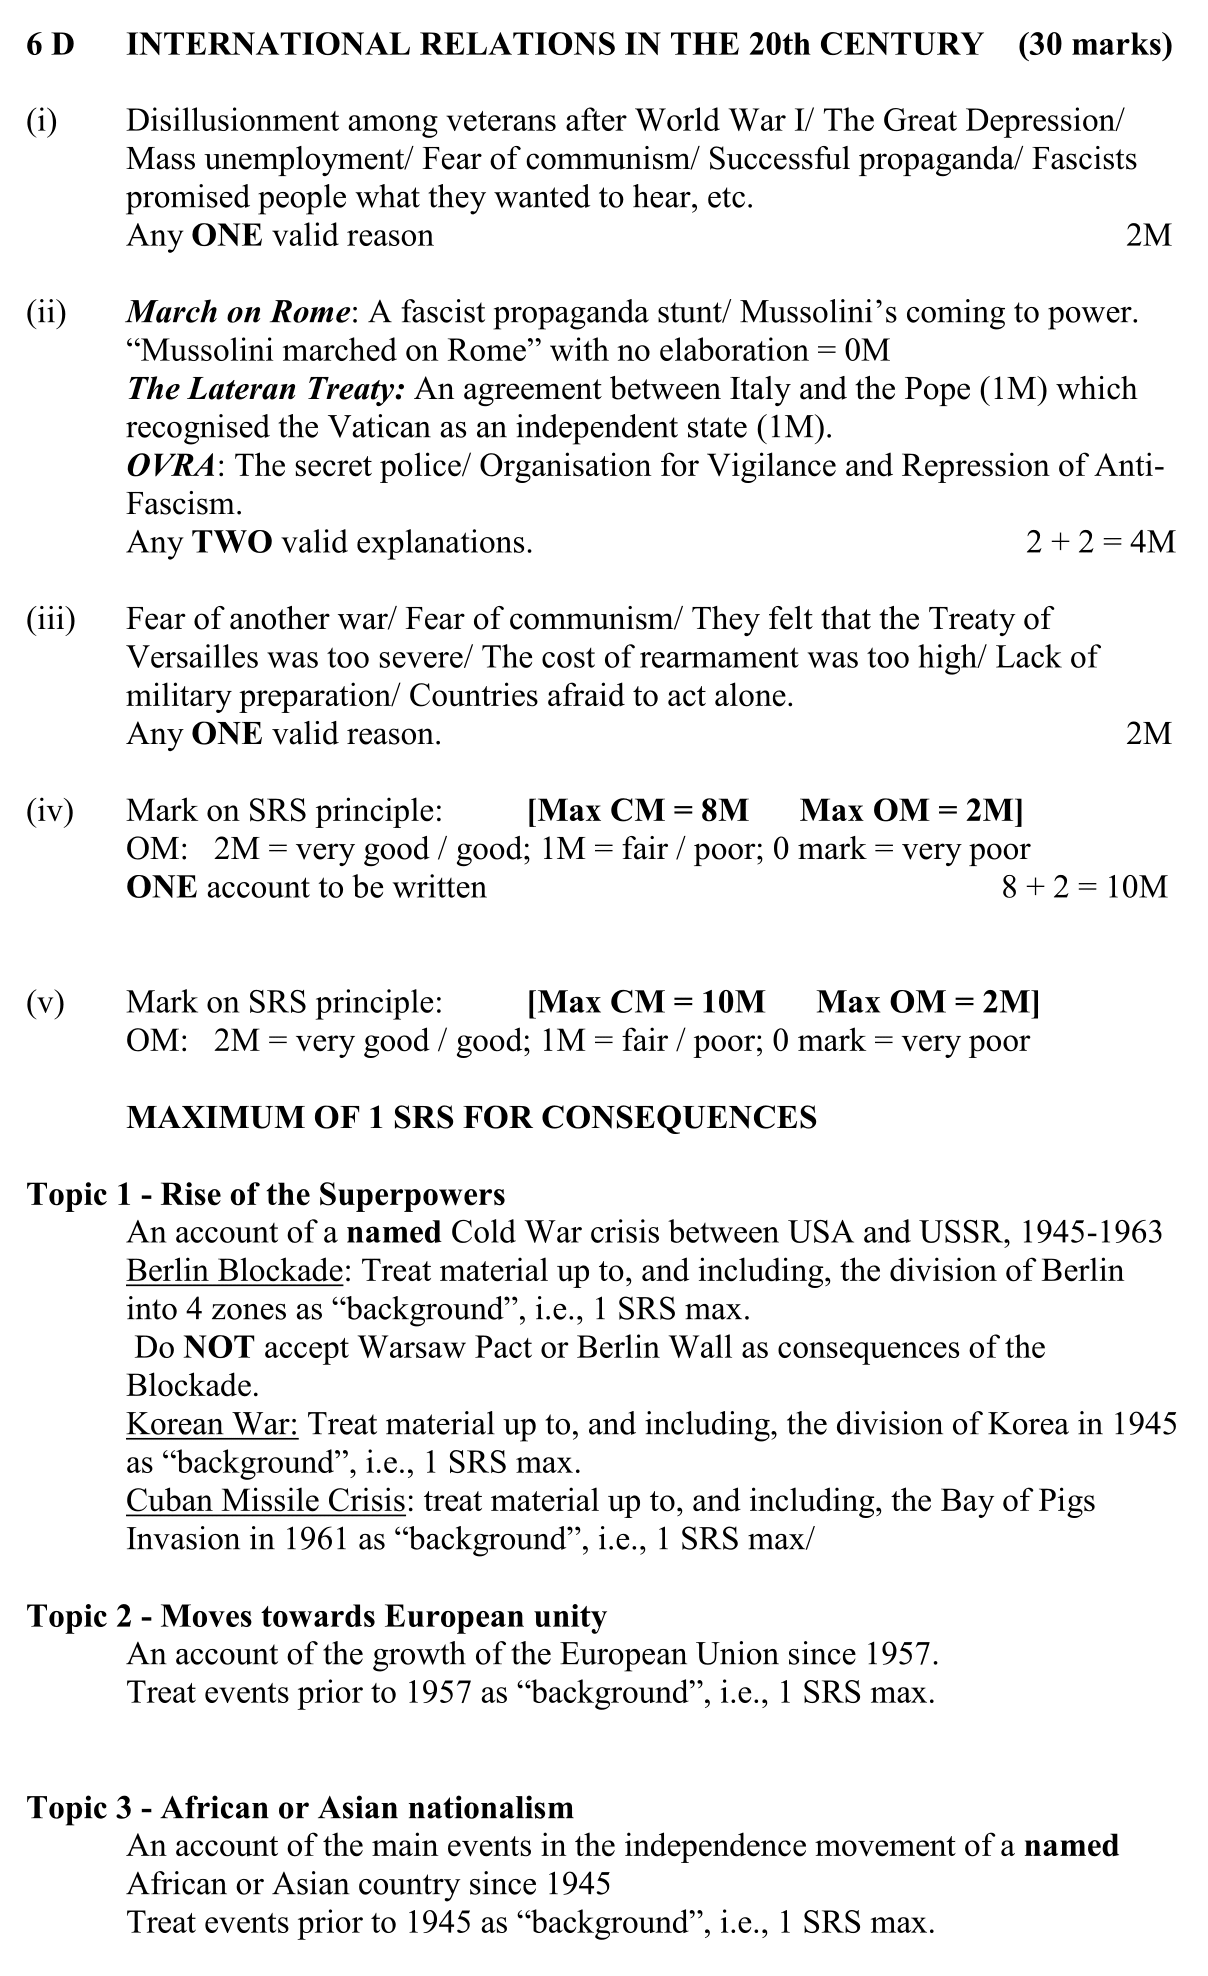 6 D INTERNATIONAL RELATIONS IN THE 20th CENTURY (30 marks)
(i) Disillusionment among veterans after World War I/ The Great Depression/
Mass unemployment/ Fear of communism/ Successful propaganda/ Fascists
promised people what they wanted to hear, etc.
Any ONE valid reason 2M
(ii) March on Rome: A fascist propaganda stunt/ Mussolini’s coming to power.
“Mussolini marched on Rome” with no elaboration = 0M
The Lateran Treaty: An agreement between Italy and the Pope (1M) which
recognised the Vatican as an independent state (1M).
OVRA: The secret police/ Organisation for Vigilance and Repression of Anti-
Fascism.
Any TWO valid explanations. 2 + 2 = 4M
(iii) Fear of another war/ Fear of communism/ They felt that the Treaty of
Versailles was too severe/ The cost of rearmament was too high/ Lack of
military preparation/ Countries afraid to act alone.
Any ONE valid reason. 2M
(iv) Mark on SRS principle: [Max CM = 8M Max OM = 2M]
OM: 2M = very good / good; 1M = fair / poor; 0 mark = very poor
ONE account to be written 8 + 2 = 10M
(v) Mark on SRS principle: [Max CM = 10M Max OM = 2M]
OM: 2M = very good / good; 1M = fair / poor; 0 mark = very poor
MAXIMUM OF 1 SRS FOR CONSEQUENCES
Topic 1 - Rise of the Superpowers
An account of a named Cold War crisis between USA and USSR, 1945-1963
Berlin Blockade: Treat material up to, and including, the division of Berlin
into 4 zones as “background”, i.e., 1 SRS max.
Do NOT accept Warsaw Pact or Berlin Wall as consequences of the
Blockade.
Korean War: Treat material up to, and including, the division of Korea in 1945
as “background”, i.e., 1 SRS max.
Cuban Missile Crisis: treat material up to, and including, the Bay of Pigs
Invasion in 1961 as “background”, i.e., 1 SRS max/
Topic 2 - Moves towards European unity
An account of the growth of the European Union since 1957.
Treat events prior to 1957 as “background”, i.e., 1 SRS max.
Topic 3 - African or Asian nationalism
An account of the main events in the independence movement of a named
African or Asian country since 1945
Treat events prior to 1945 as “background”, i.e., 1 SRS max.